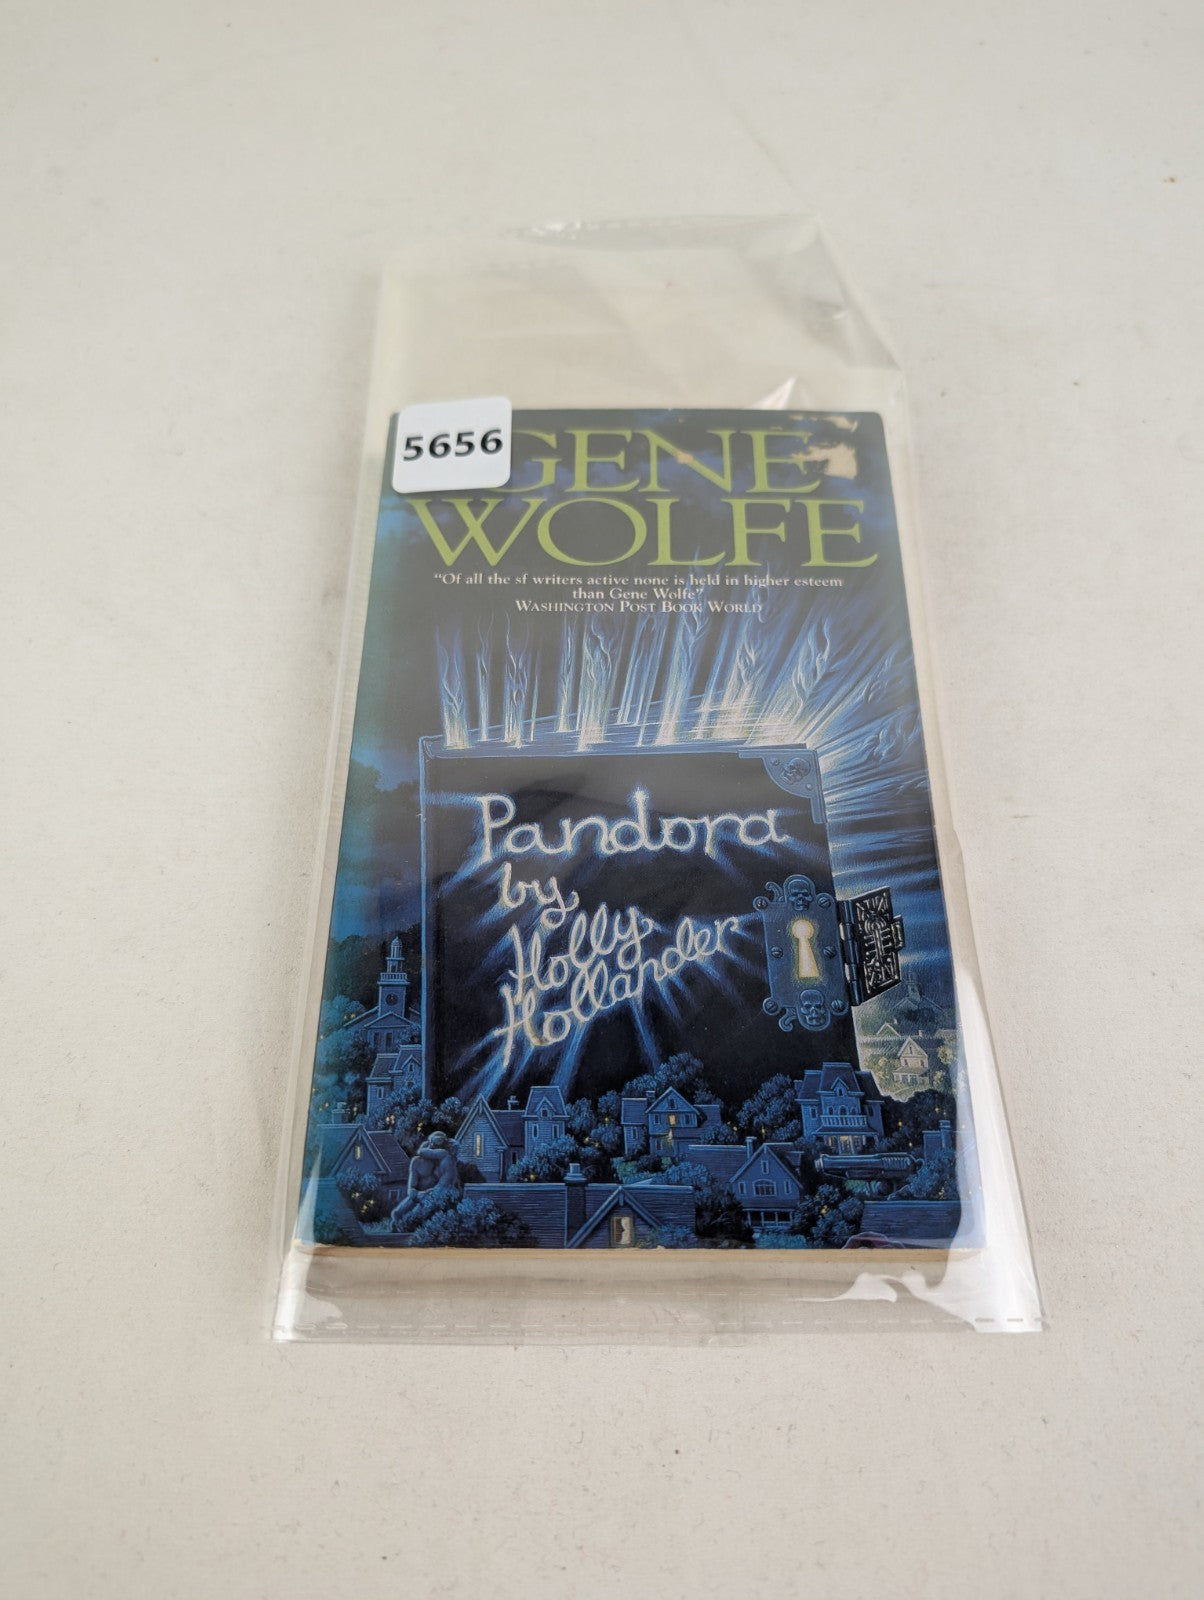 5656
GENE
WOLFE
"Of all the sf writers active none is held in higher esteem
than Gene Wolfe"
WASHINGTON POST BOOK WORLD
Pandora
by
Holly
Hollander